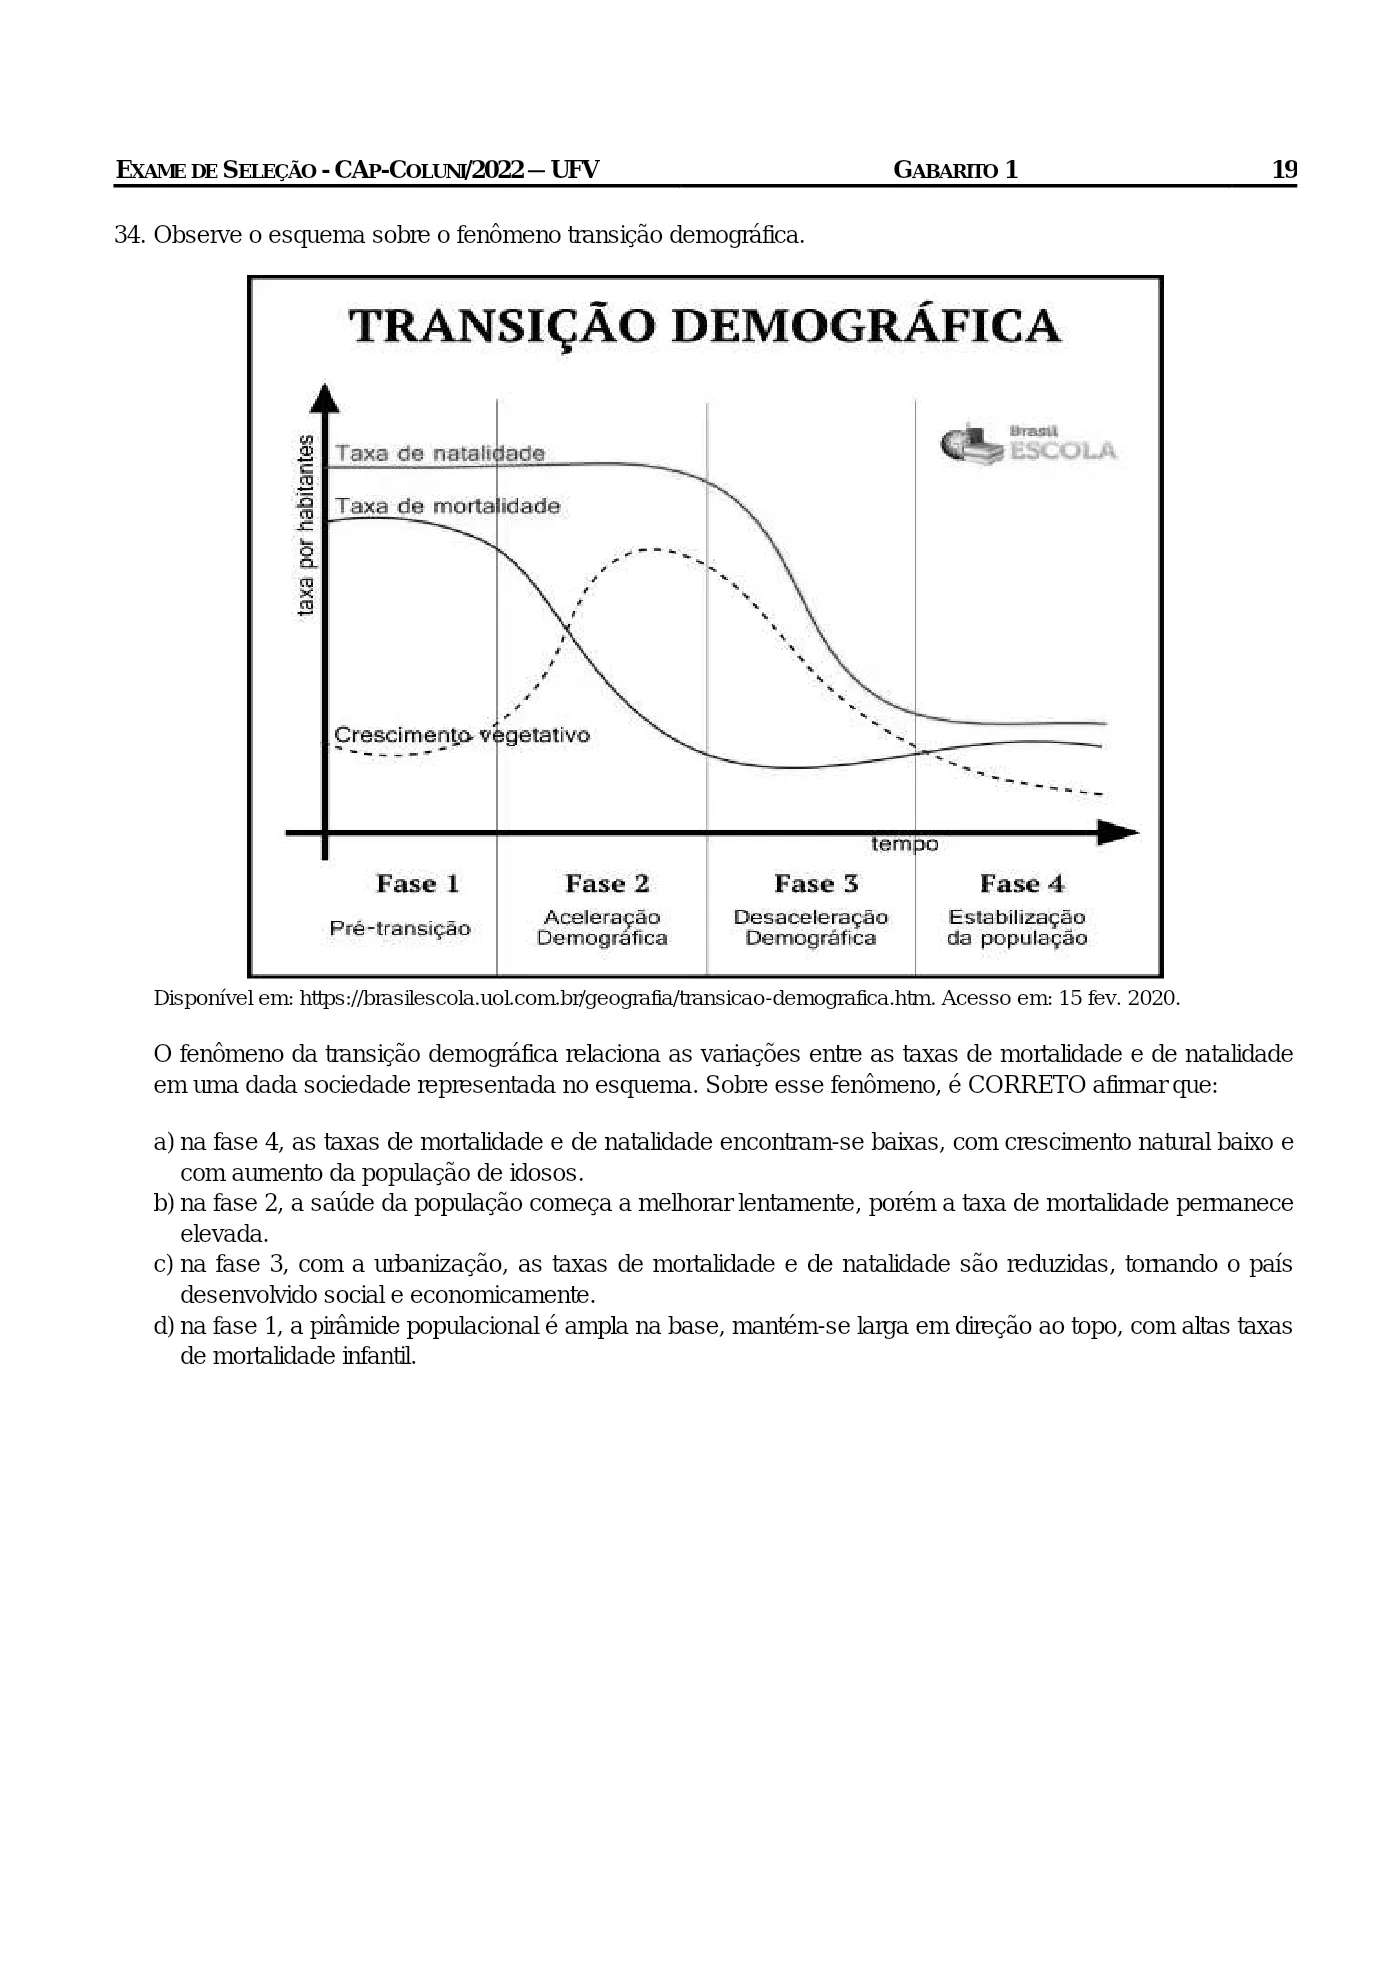 EXAME DE SELEÇÃO - CAP-COLUNI/2022 — UFV GABARITO 1 19
34. Observe o esquema sobre o fenômeno transição demográfica.
TRANSIÇÃO DEMOGRÁFICA
Brasil
ESCOLA
taxa por habitantes
Taxa de natalidade
Taxa de mortalidade
Crescimento vegetativo
tempo
Fase 1
Pré-transição
Fase 2
Aceleração
Demográfica
Fase 3
Desaceleração
Demográfica
Fase 4
Estabilização
da população
Disponível em: https://brasilescola.uol.com.br/geografia/transicao-demografica.htm. Acesso em: 15 fev. 2020.
O fenômeno da transição demográfica relaciona as variações entre as taxas de mortalidade e de natalidade
em uma dada sociedade representada no esquema. Sobre esse fenômeno, é CORRETO afirmar que:
a) na fase 4, as taxas de mortalidade e de natalidade encontram-se baixas, com crescimento natural baixo e
com aumento da população de idosos.
b) na fase 2, a saúde da população começa a melhorar lentamente, porém a taxa de mortalidade permanece
elevada.
c) na fase 3, com a urbanização, as taxas de mortalidade e de natalidade são reduzidas, tornando o país
desenvolvido social e economicamente.
d) na fase 1, a pirâmide populacional é ampla na base, mantém-se larga em direção ao topo, com altas taxas
de mortalidade infantil.